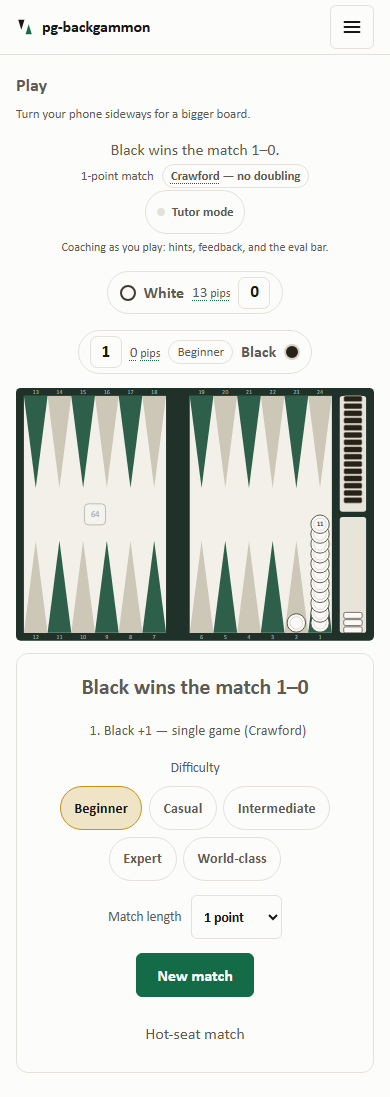 pg-backgammon
Play
Turn your phone sideways for a bigger board.
Black wins the match 1–0.
1-point match Crawford — no doubling
Tutor mode
Coaching as you play: hints, feedback, and the eval bar.
White 13 pips 0
1 0 pips Beginner Black
13 14 15 16 17 18 19 20 21 22 23 24
64
11
12 11 10 9 8 7 6 5 4 3 2 1
Black wins the match 1–0
1. Black +1 — single game (Crawford)
Difficulty
Beginner Casual Intermediate
Expert World-class
Match length 1 point
New match
Hot-seat match